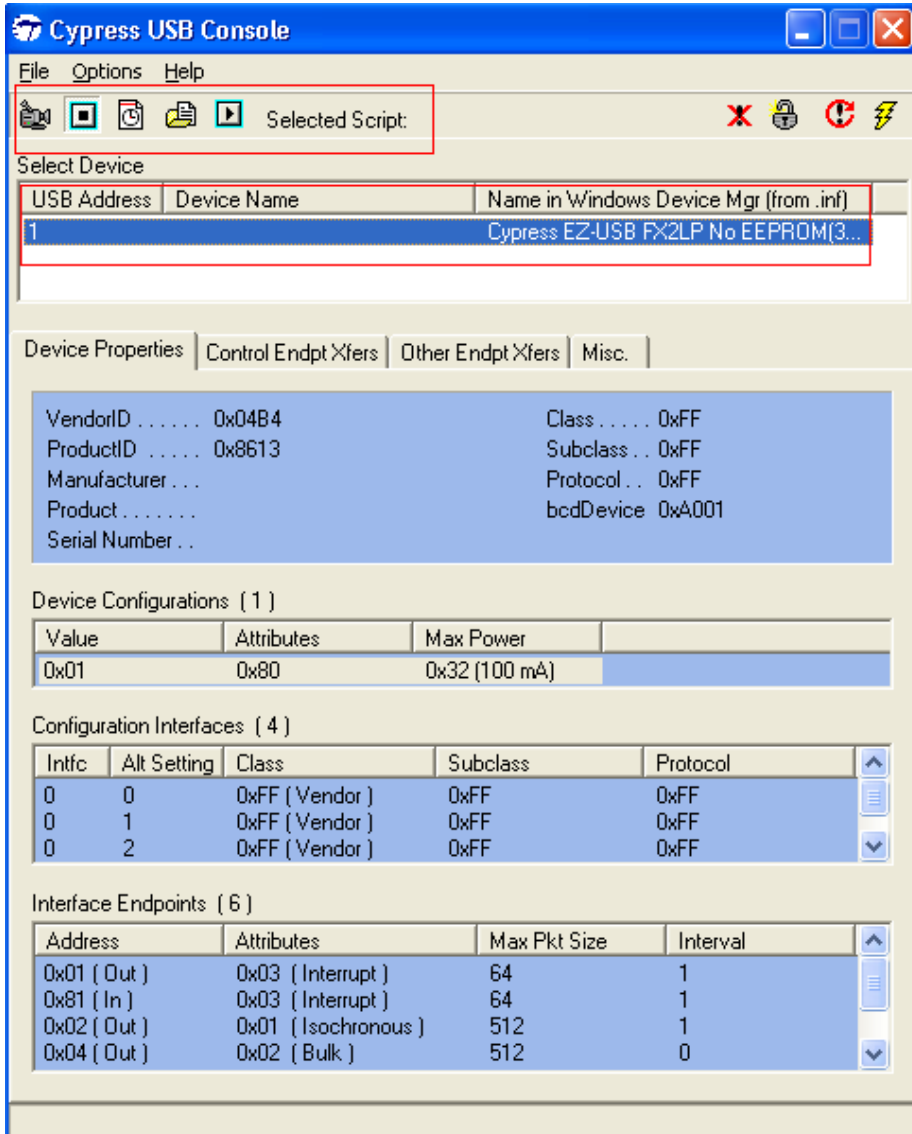 Cypress USB Console
File Options Help
Selected Script:
Select Device
USB Address Device Name Name in Windows Device Mgr (from .inf)
1 Cypress EZ-USB FX2LP No EEPROM(3...
Device Properties Control Endpt Xfers Other Endpt Xfers Misc.
VendorID . . . . . . 0x04B4 Class . . . . . 0xFF
ProductID . . . . . 0x8613 Subclass . . 0xFF
Manufacturer . . . Protocol . . 0xFF
Product . . . . . . . bcdDevice 0xA001
Serial Number . .
Device Configurations ( 1 )
Value Attributes Max Power
0x01 0x80 0x32 (100 mA)
Configuration Interfaces ( 4 )
Intfc Alt Setting Class Subclass Protocol
0 0 0xFF ( Vendor ) 0xFF 0xFF
0 1 0xFF ( Vendor ) 0xFF 0xFF
0 2 0xFF ( Vendor ) 0xFF 0xFF
Interface Endpoints ( 6 )
Address Attributes Max Pkt Size Interval
0x01 ( Out ) 0x03 ( Interrupt ) 64 1
0x81 ( In ) 0x03 ( Interrupt ) 64 1
0x02 ( Out ) 0x01 ( Isochronous ) 512 1
0x04 ( Out ) 0x02 ( Bulk ) 512 0